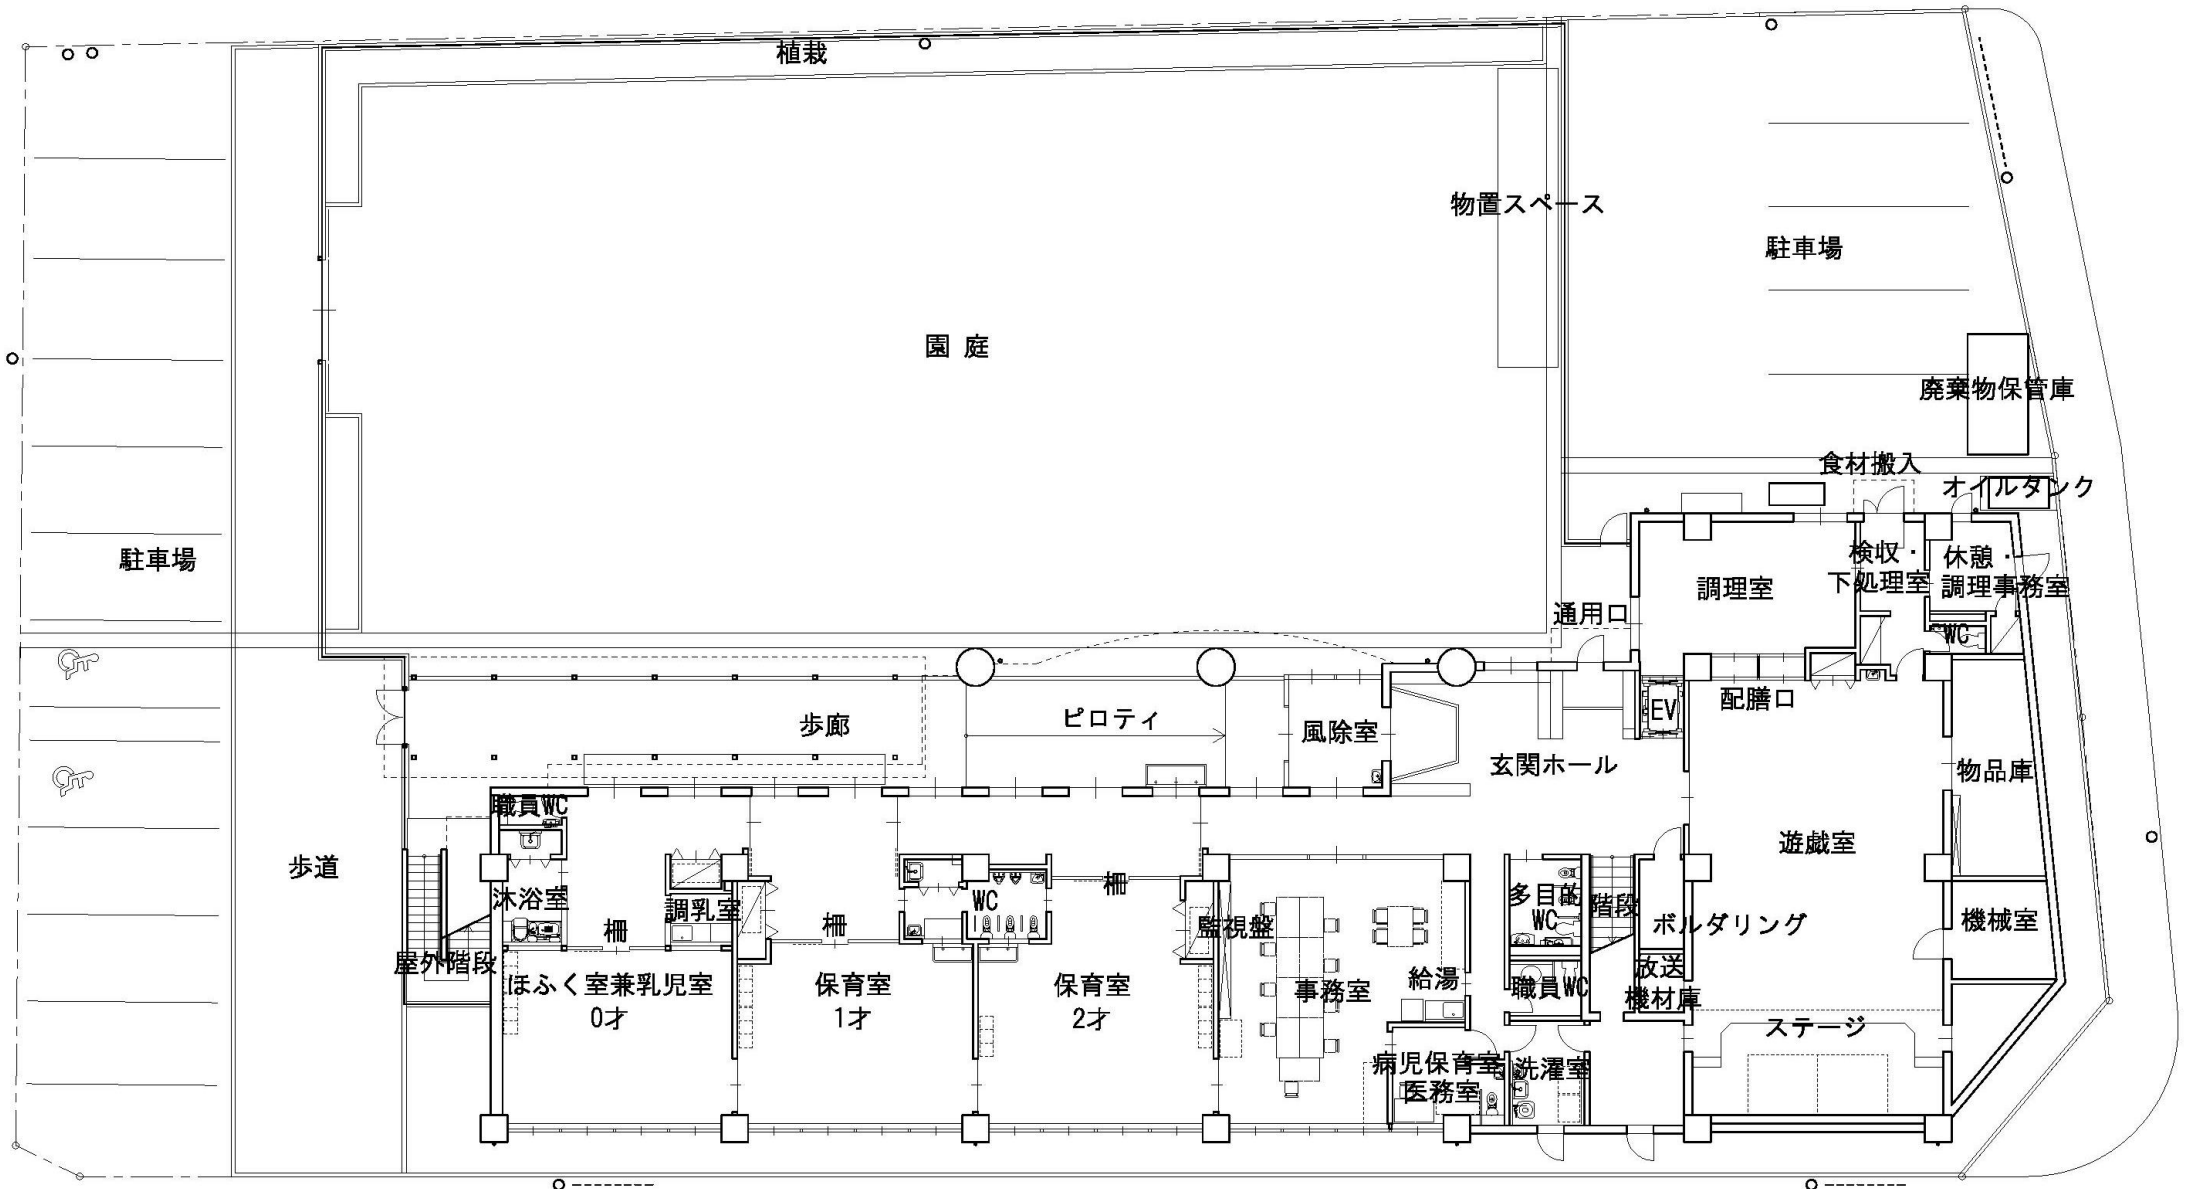 植栽
物置スペース
駐車場
園 庭
廃棄物保管庫
食材搬入
オイルタンク
駐車場
検収・
下処理室
休憩・
調理事務室
調理室
通用口
WC
配膳口
EV
ピロティ
歩廊
風除室
玄関ホール
物品庫
職員WC
遊戯室
歩道
沐浴室
調乳室
柵
柵
WC
柵
監視盤
多目的
WC
階段
ボルダリング
機械室
屋外階段
ほふく室兼乳児室
0才
保育室
1才
保育室
2才
事務室
給湯
職員WC
放送
機材庫
ステージ
病児保育室
医務室
洗濯室